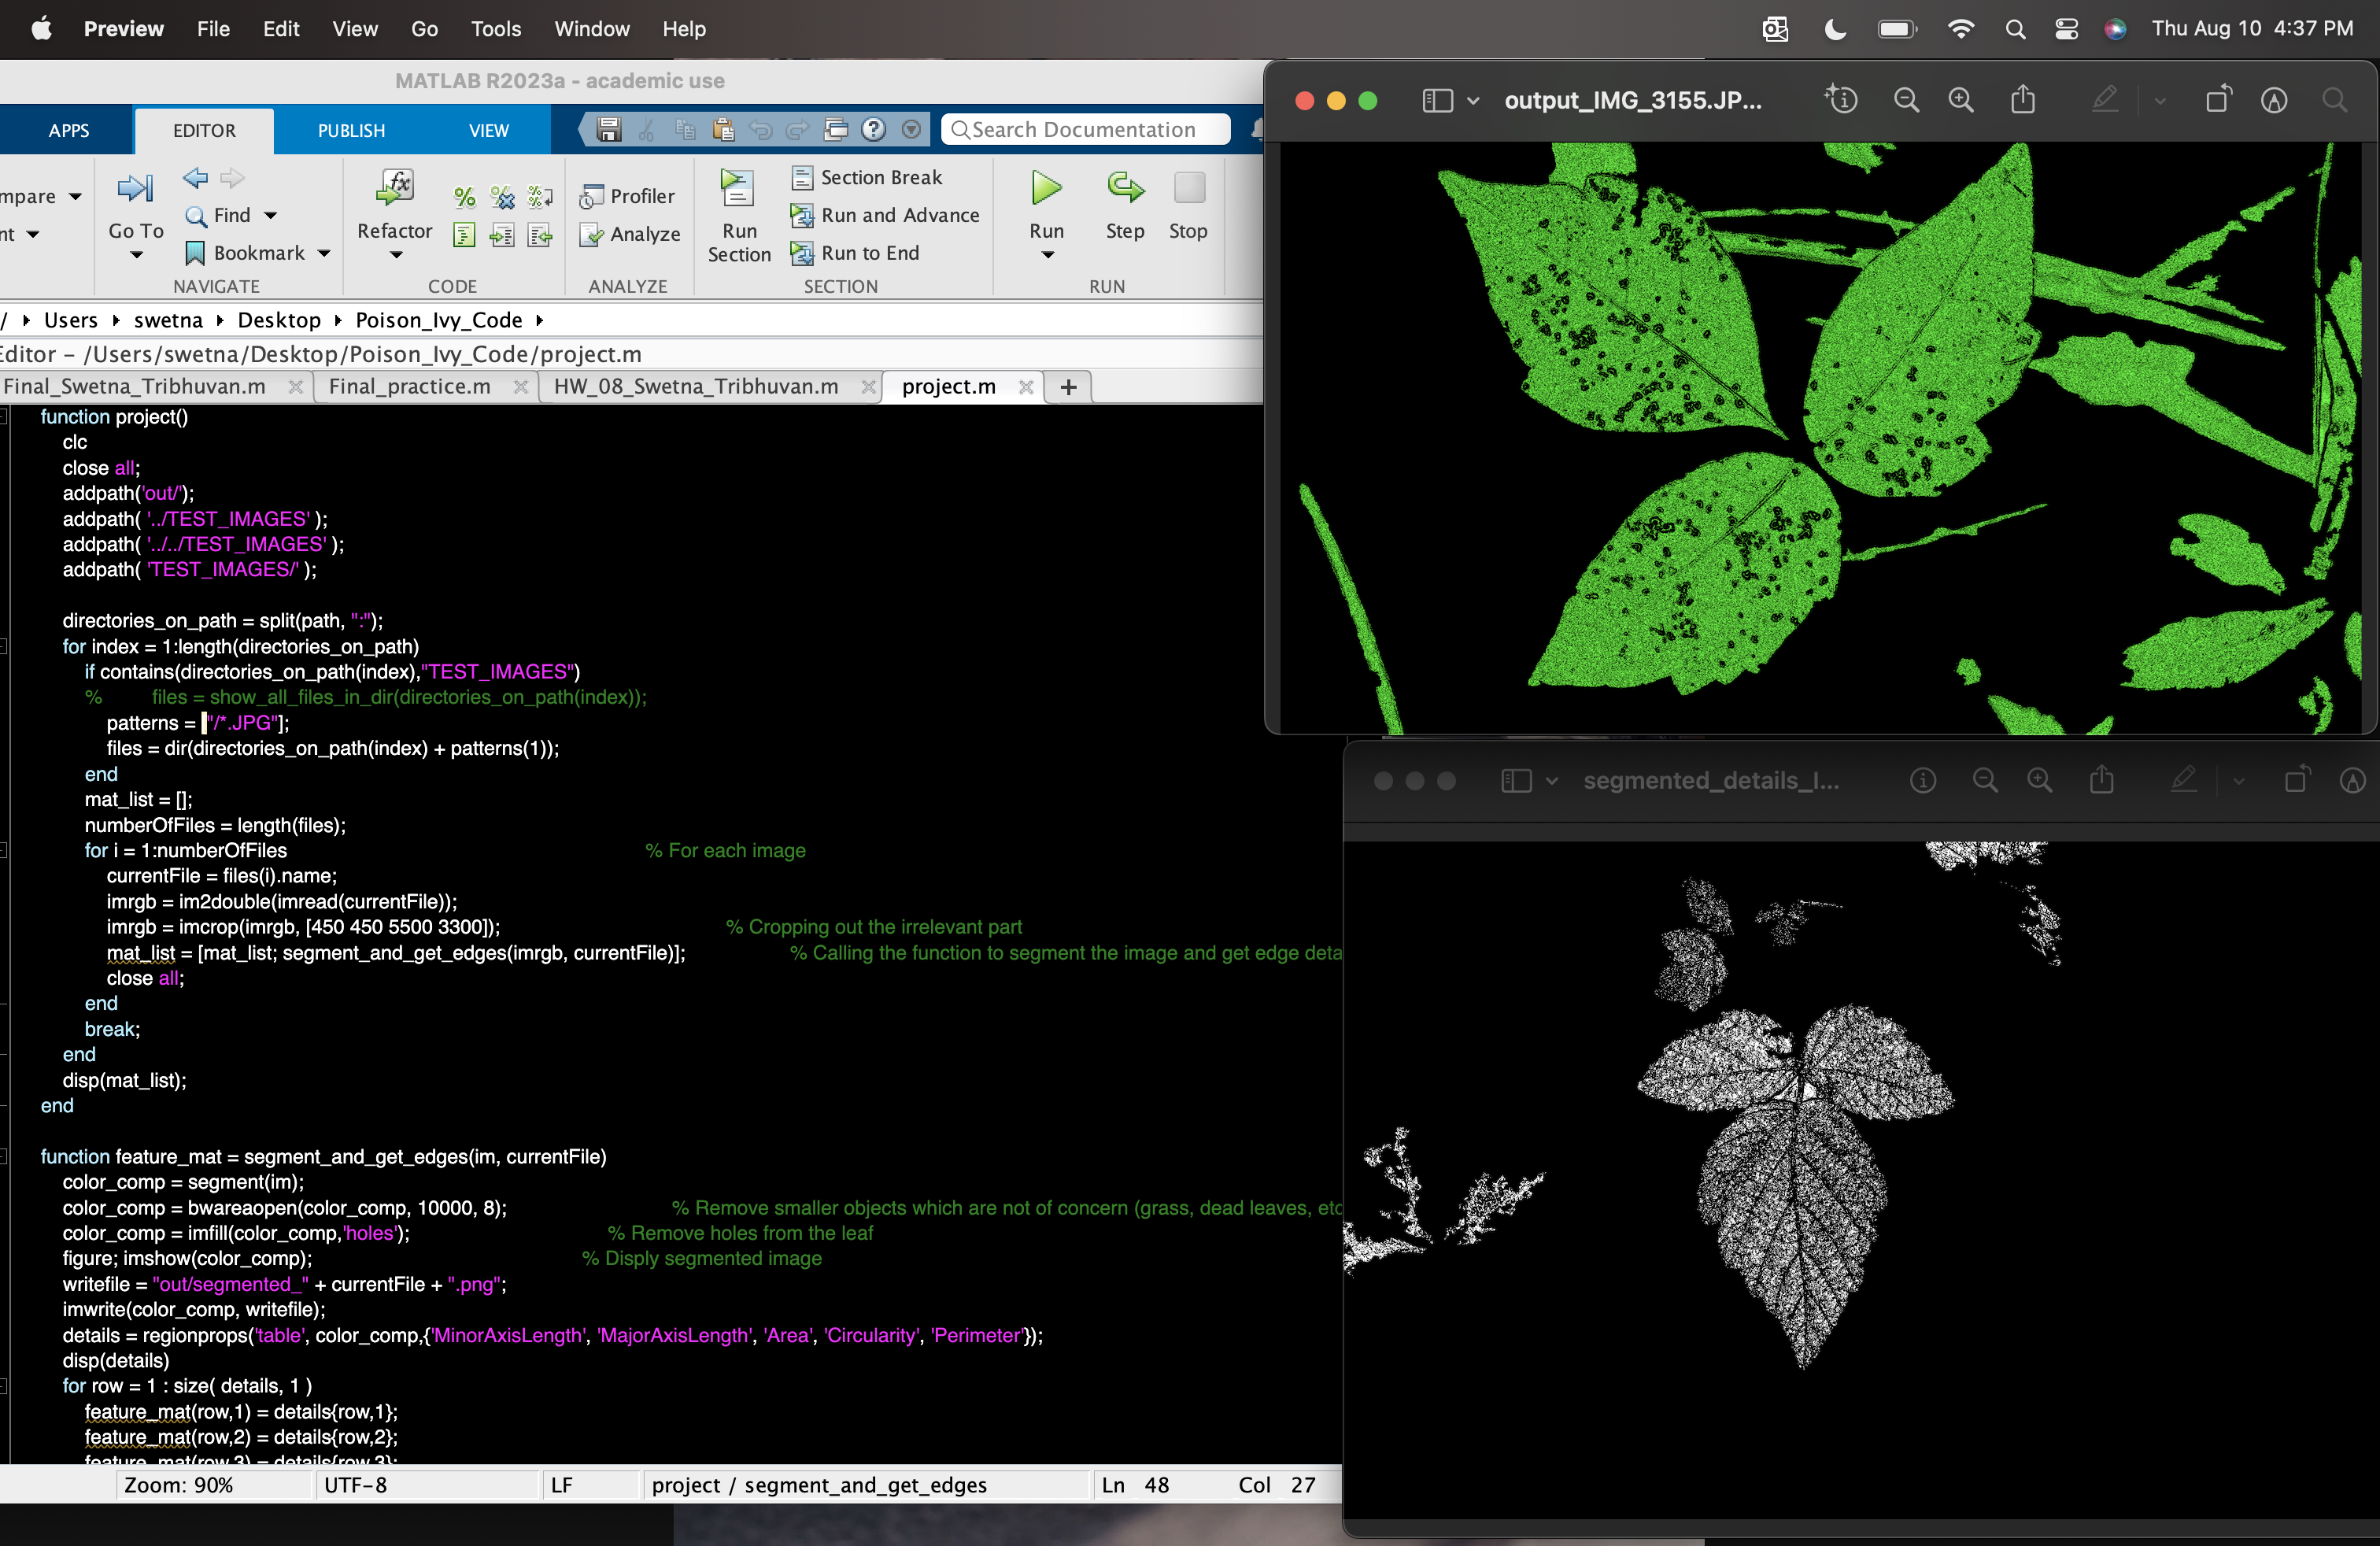 Preview File Edit View Go Tools Window Help Thu Aug 10 4:37 PM
MATLAB R2023a - academic use
APPS EDITOR PUBLISH VIEW Search Documentation
mpare
nt
Go To
Find
Bookmark
NAVIGATE
Refactor
CODE
Profiler
Analyze
ANALYZE
Run Section
Section Break
Run and Advance
Run to End
SECTION
Run Step Stop
RUN
/ Users swetna Desktop Poison_Ivy_Code
Editor - /Users/swetna/Desktop/Poison_Ivy_Code/project.m
Final_Swetna_Tribhuvan.m Final_practice.m HW_08_Swetna_Tribhuvan.m project.m +
function project()
clc
close all;
addpath('out/');
addpath( '../TEST_IMAGES' );
addpath( '../../TEST_IMAGES' );
addpath( 'TEST_IMAGES/' );
directories_on_path = split(path, ":");
for index = 1:length(directories_on_path)
if contains(directories_on_path(index),"TEST_IMAGES")
% files = show_all_files_in_dir(directories_on_path(index));
patterns = ["/*.JPG"];
files = dir(directories_on_path(index) + patterns(1));
end
mat_list = [];
numberOfFiles = length(files);
for i = 1:numberOfFiles % For each image
currentFile = files(i).name;
imrgb = im2double(imread(currentFile));
imrgb = imcrop(imrgb, [450 450 5500 3300]); % Cropping out the irrelevant part
mat_list = [mat_list; segment_and_get_edges(imrgb, currentFile)]; % Calling the function to segment the image and get edge deta
close all;
end
break;
end
disp(mat_list);
end
function feature_mat = segment_and_get_edges(im, currentFile)
color_comp = segment(im);
color_comp = bwareaopen(color_comp, 10000, 8); % Remove smaller objects which are not of concern (grass, dead leaves, etc
color_comp = imfill(color_comp,'holes'); % Remove holes from the leaf
figure; imshow(color_comp); % Disply segmented image
writefile = "out/segmented_" + currentFile + ".png";
imwrite(color_comp, writefile);
details = regionprops('table', color_comp,{'MinorAxisLength', 'MajorAxisLength', 'Area', 'Circularity', 'Perimeter'});
disp(details)
for row = 1 : size( details, 1 )
feature_mat(row,1) = details{row,1};
feature_mat(row,2) = details{row,2};
feature_mat(row,3) = details{row,3};
Zoom: 90% UTF-8 LF project / segment_and_get_edges Ln 48 Col 27
output_IMG_3155.JP...
segmented_details_I...